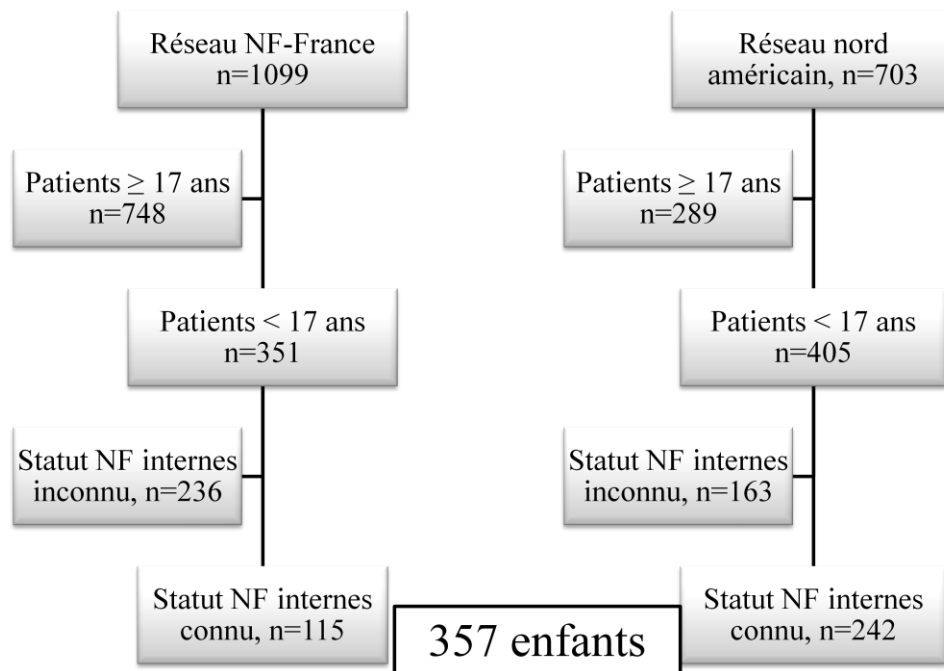 Réseau NF-France
n=1099
Patients ≥ 17 ans
n=748
Patients < 17 ans
n=351
Statut NF internes
inconnu, n=236
Statut NF internes
connu, n=115
Réseau nord
américain, n=703
Patients ≥ 17 ans
n=289
Patients < 17 ans
n=405
Statut NF internes
inconnu, n=163
Statut NF internes
connu, n=242
357 enfants